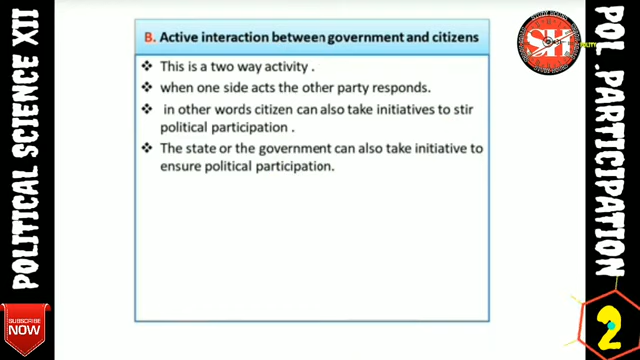 POLITICAL SCIENCE XII
B. Active interaction between government and citizens
❖ This is a two way activity .
❖ when one side acts the other party responds.
❖ in other words citizen can also take initiatives to stir
political participation .
❖ The state or the government can also take initiative to
ensure political participation.
SH
POLITY
POL. PARTICIPATION
SUBSCRIBE
NOW
2